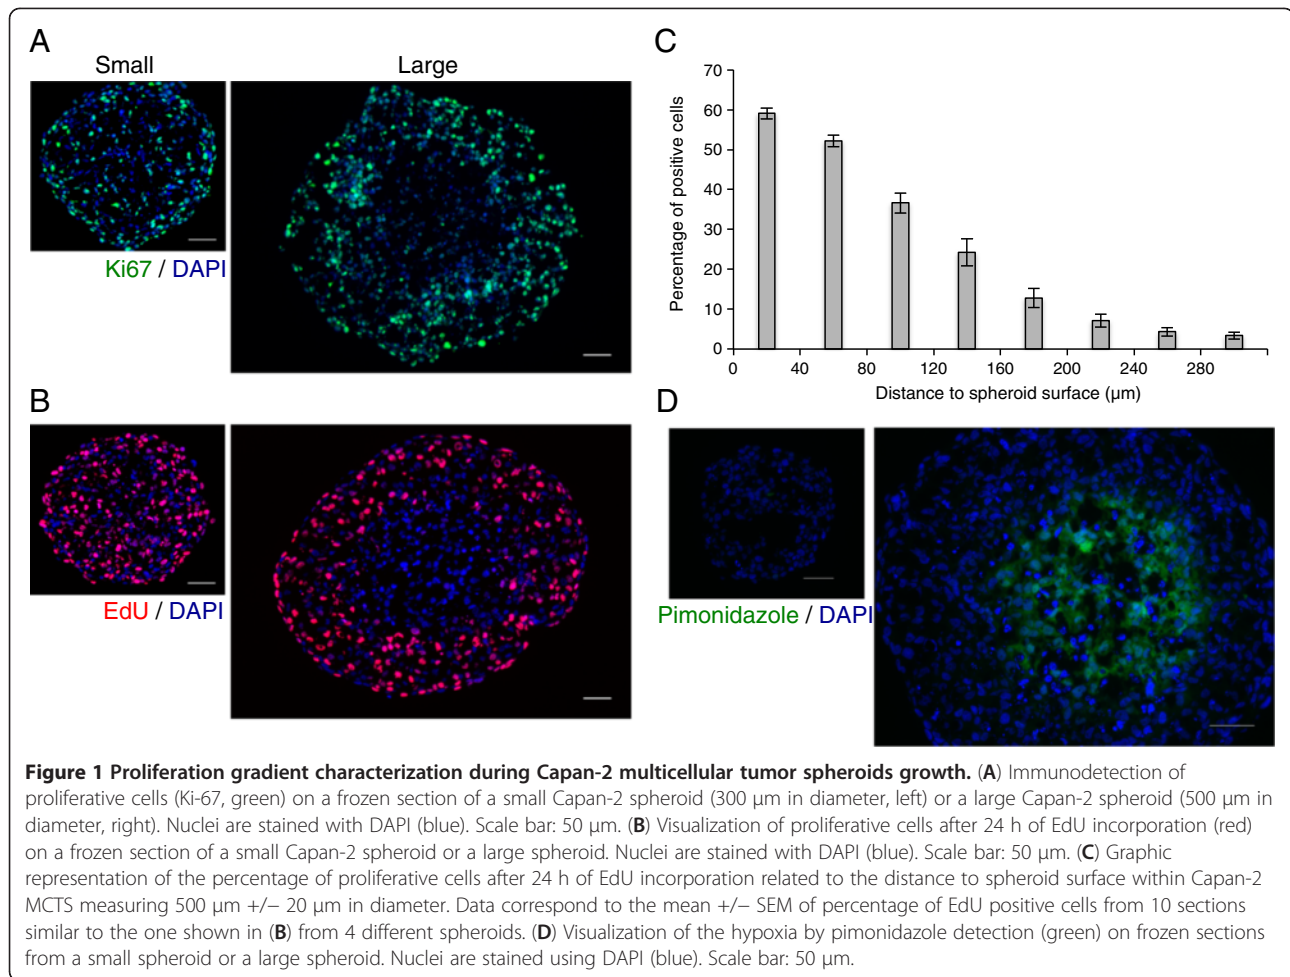 A
Small
Large
Ki67 / DAPI
B
EdU / DAPI
C
Percentage of positive cells
70
60
50
40
30
20
10
0
0 40 80 120 160 200 240 280
Distance to spheroid surface (µm)
D
Pimonidazole / DAPI
Figure 1 Proliferation gradient characterization during Capan-2 multicellular tumor spheroids growth. (A) Immunodetection of
proliferative cells (Ki-67, green) on a frozen section of a small Capan-2 spheroid (300 µm in diameter, left) or a large Capan-2 spheroid (500 µm in
diameter, right). Nuclei are stained with DAPI (blue). Scale bar: 50 µm. (B) Visualization of proliferative cells after 24 h of EdU incorporation (red)
on a frozen section of a small Capan-2 spheroid or a large spheroid. Nuclei are stained with DAPI (blue). Scale bar: 50 µm. (C) Graphic
representation of the percentage of proliferative cells after 24 h of EdU incorporation related to the distance to spheroid surface within Capan-2
MCTS measuring 500 µm +/− 20 µm in diameter. Data correspond to the mean +/− SEM of percentage of EdU positive cells from 10 sections
similar to the one shown in (B) from 4 different spheroids. (D) Visualization of the hypoxia by pimonidazole detection (green) on frozen sections
from a small spheroid or a large spheroid. Nuclei are stained using DAPI (blue). Scale bar: 50 µm.